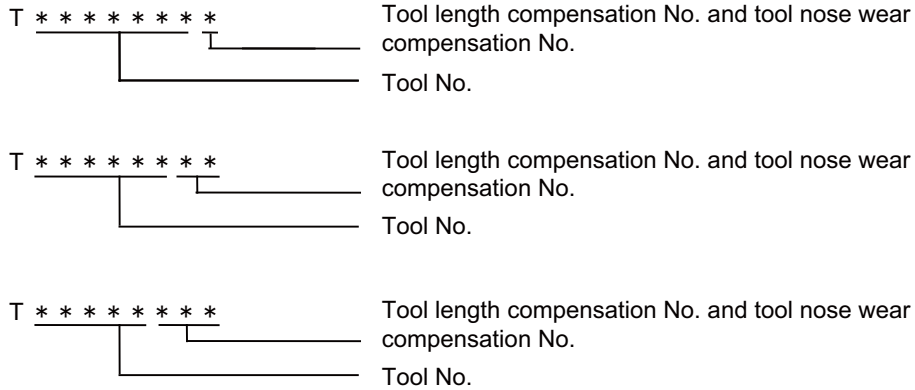 T * * * * * * * * Tool length compensation No. and tool nose wear
compensation No.
Tool No.
T * * * * * * * * Tool length compensation No. and tool nose wear
compensation No.
Tool No.
T * * * * * * * * Tool length compensation No. and tool nose wear
compensation No.
Tool No.